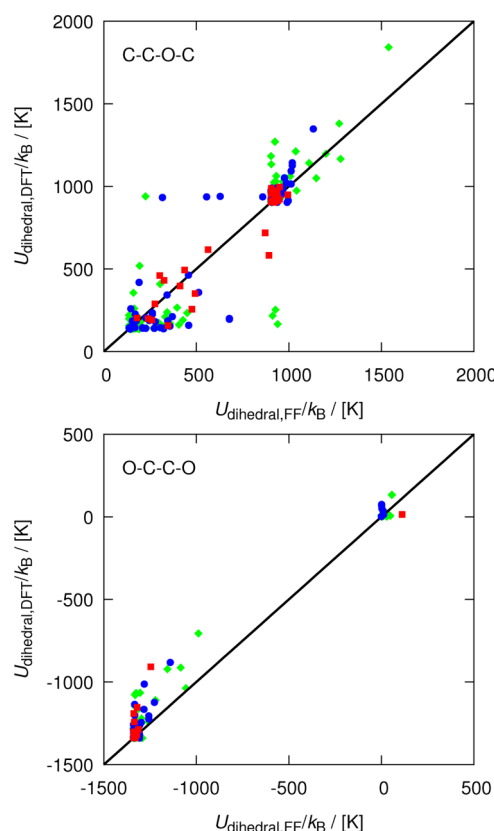 2000
C-C-O-C
1500
1000
500
0
U_dihedral,DFT/k_B / [K]
0 500 1000 1500 2000
U_dihedral,FF/k_B / [K]
500
O-C-C-O
0
-500
-1000
-1500
U_dihedral,DFT/k_B / [K]
-1500 -1000 -500 0 500
U_dihedral,FF/k_B / [K]